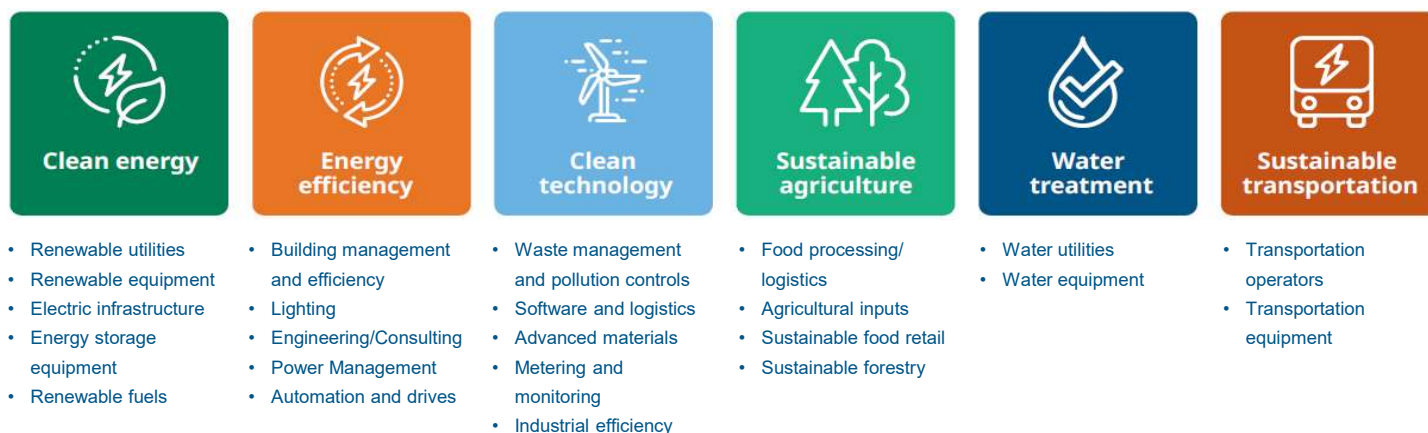 Clean energy
Energy
efficiency
Clean
technology
Sustainable
agriculture
Water
treatment
Sustainable
transportation
• Renewable utilities
• Renewable equipment
• Electric infrastructure
• Energy storage
equipment
• Renewable fuels
• Building management
and efficiency
• Lighting
• Engineering/Consulting
• Power Management
• Automation and drives
• Waste management
and pollution controls
• Software and logistics
• Advanced materials
• Metering and
monitoring
• Industrial efficiency
• Food processing/
logistics
• Agricultural inputs
• Sustainable food retail
• Sustainable forestry
• Water utilities
• Water equipment
• Transportation
operators
• Transportation
equipment